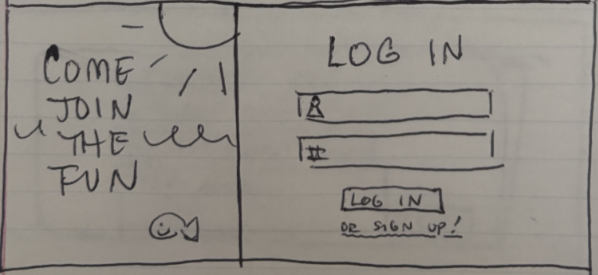 COME
JOIN
THE
FUN
LOG IN
#
LOG IN
OR SIGN UP!